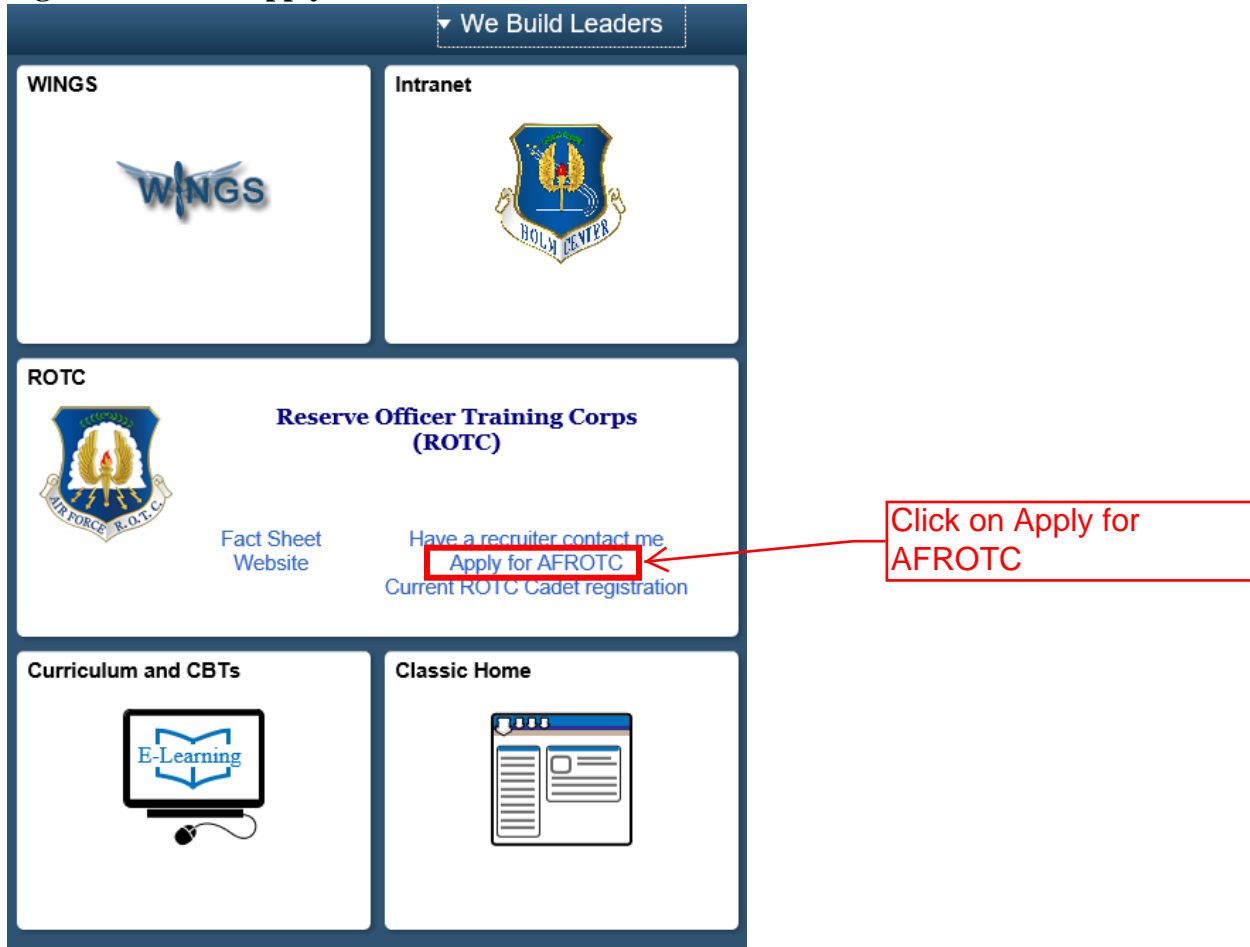 We Build Leaders
WINGS
Intranet
WINGS
HOLM CENTER
ROTC
Reserve Officer Training Corps
(ROTC)
AIR FORCE R.O.T.C.
Fact Sheet
Have a recruiter contact me
Website
Apply for AFROTC
Current ROTC Cadet registration
Click on Apply for
AFROTC
Curriculum and CBTs
Classic Home
E-Learning